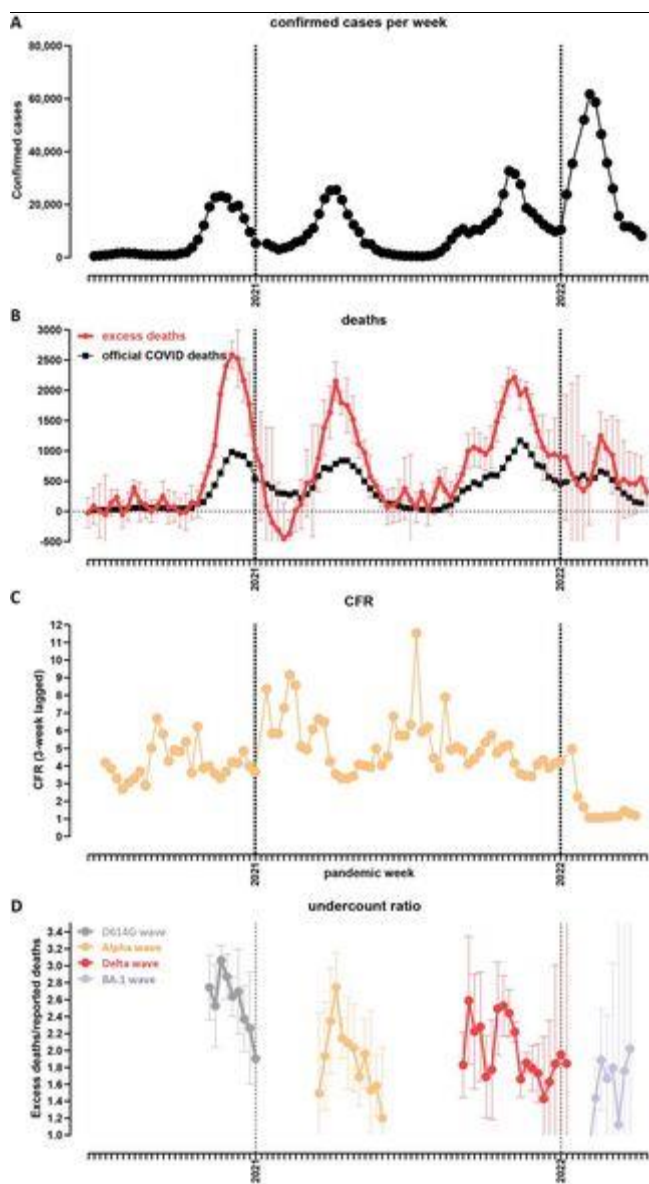 A
confirmed cases per week
80,000
60,000
40,000
20,000
0
Confirmed cases
2021
2022
B
deaths
3000
2500
2000
1500
1000
500
0
-500
excess deaths
official COVID deaths
2021
2022
C
CFR
12
11
10
9
8
7
6
5
4
3
2
1
0
CFR (3-week lagged)
2021
pandemic week
2022
D
undercount ratio
3.4
3.2
3.0
2.8
2.6
2.4
2.2
2.0
1.8
1.6
1.4
1.2
1.0
Excess deaths/reported deaths
D614G wave
Alpha wave
Delta wave
BA.1 wave
2021
2022